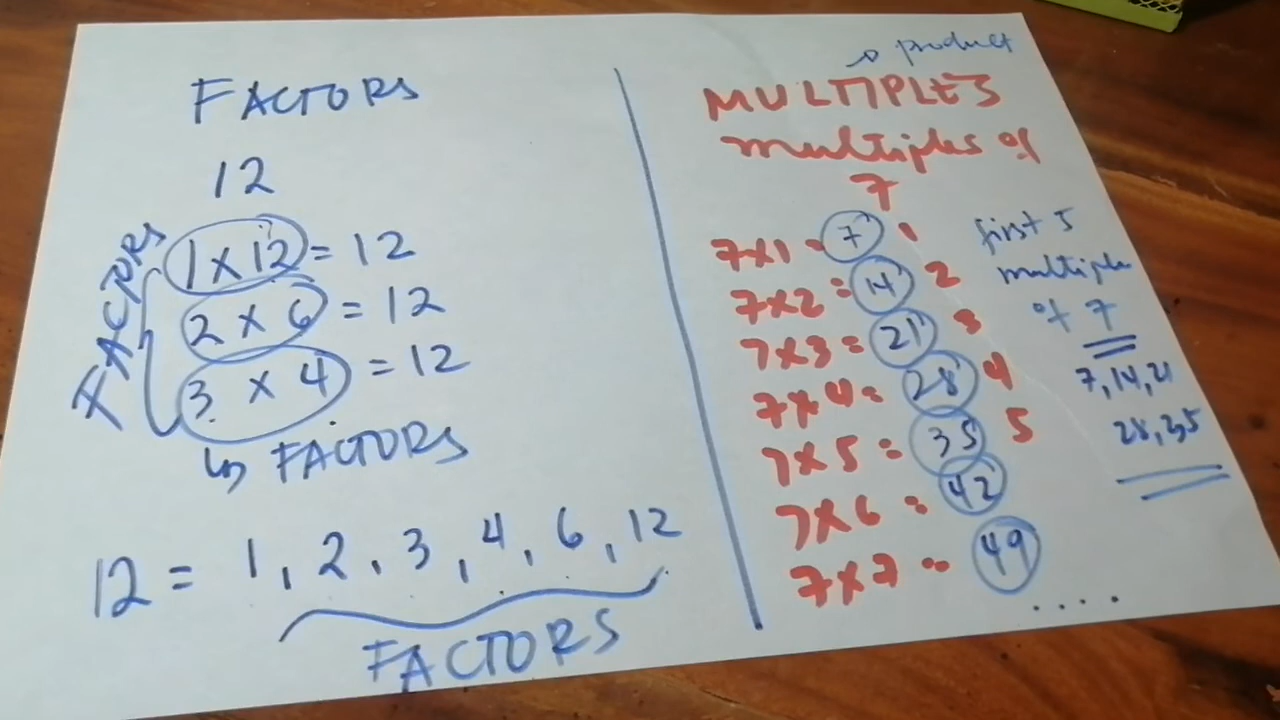 FACTORS
12
FACTORS
1 x 12 = 12
2 x 6 = 12
3 x 4 = 12
FACTORS
12 = 1, 2, 3, 4, 6, 12
FACTORS
product
MULTIPLES
multiples of
7
7x1 = 7 1
7x2 = 14 2
7x3 = 21 3
7x4 = 28 4
7x5 = 35 5
7x6 = 42
7x7 = 49
....
first 5
multiple
of 7
7, 14, 21
28, 35